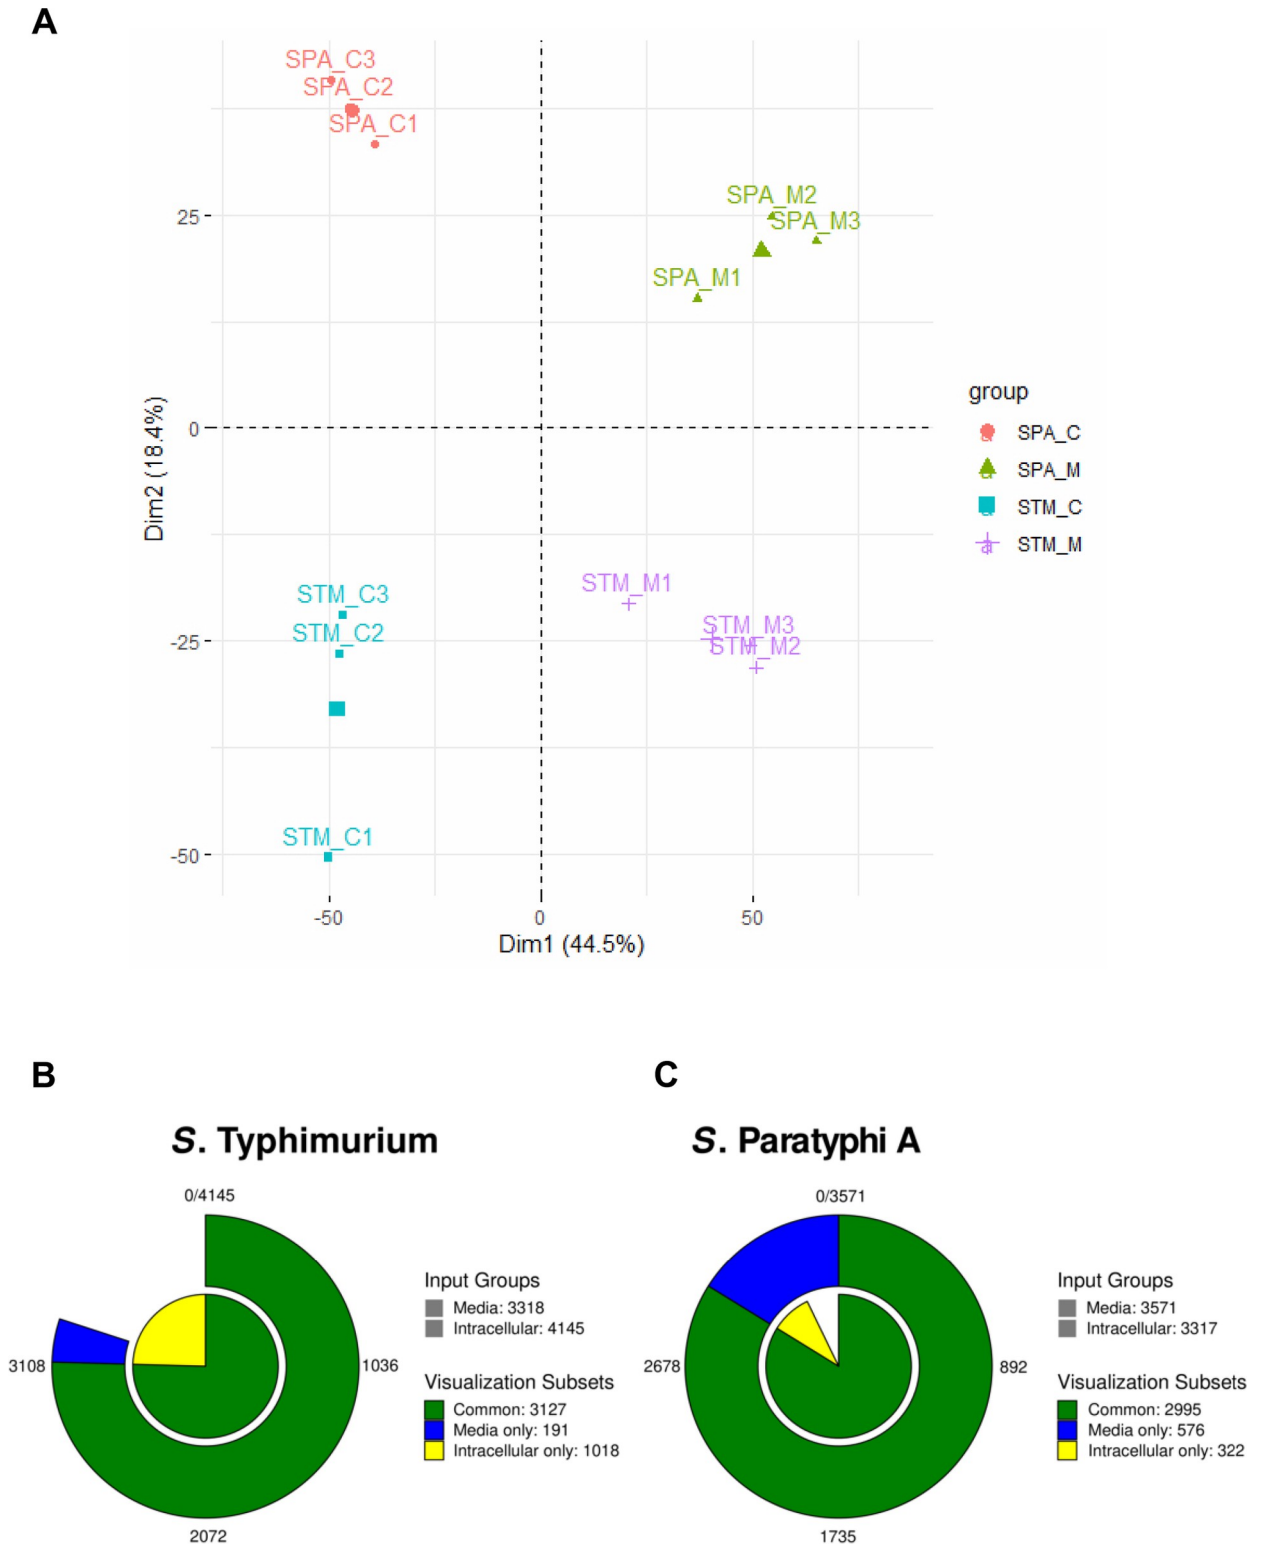 A
SPA_C3
SPA_C2
SPA_C1
SPA_M2
SPA_M3
SPA_M1
25
0
-25
-50
Dim2 (18.4%)
STM_C3
STM_C2
STM_C1
STM_M1
STM_M3
STM_M2
-50
0
50
Dim1 (44.5%)
group
a SPA_C
a SPA_M
a STM_C
a STM_M
B
S. Typhimurium
0/4145
1036
2072
3108
Input Groups
Media: 3318
Intracellular: 4145
Visualization Subsets
Common: 3127
Media only: 191
Intracellular only: 1018
C
S. Paratyphi A
0/3571
892
1735
2678
Input Groups
Media: 3571
Intracellular: 3317
Visualization Subsets
Common: 2995
Media only: 576
Intracellular only: 322